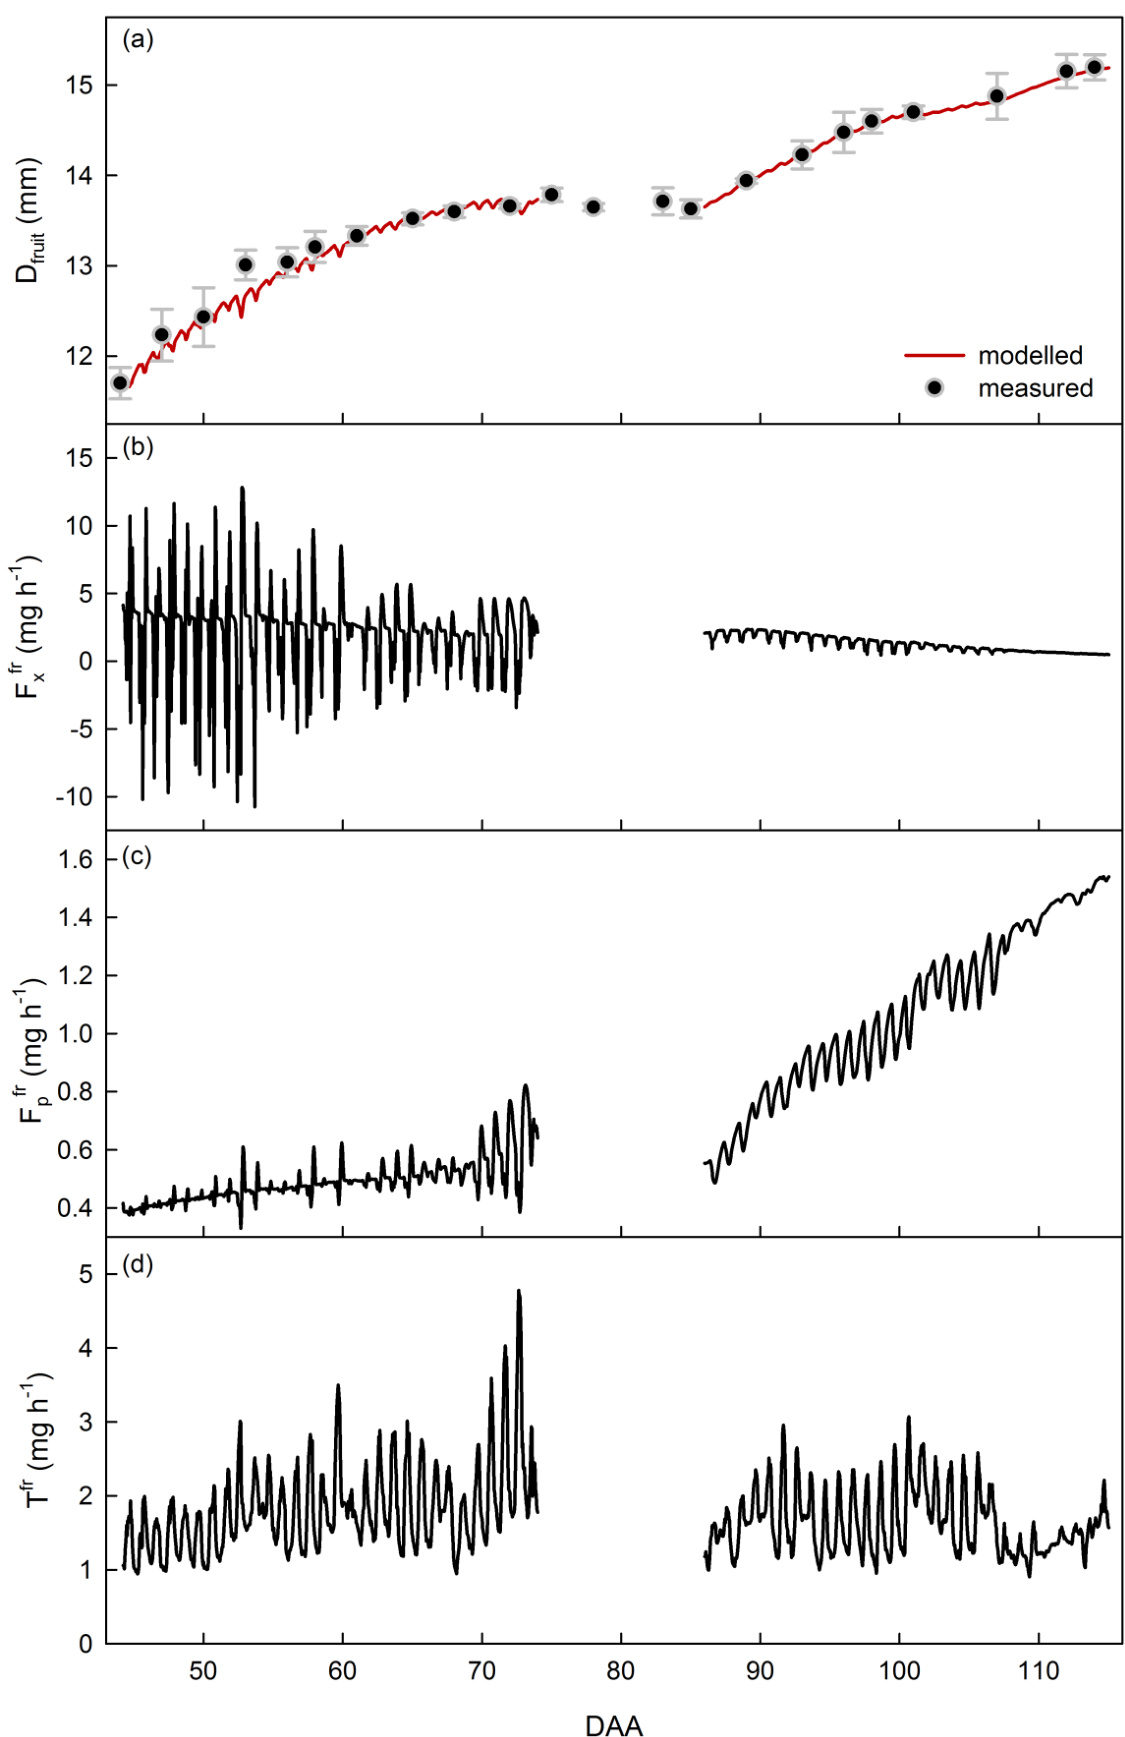 (a)
15
14
13
12
D_fruit (mm)
modelled
measured
(b)
15
10
5
0
-5
-10
F_x^fr (mg h^-1)
(c)
1.6
1.4
1.2
1.0
0.8
0.6
0.4
F_p^fr (mg h^-1)
(d)
5
4
3
2
1
0
T^fr (mg h^-1)
50 60 70 80 90 100 110
DAA